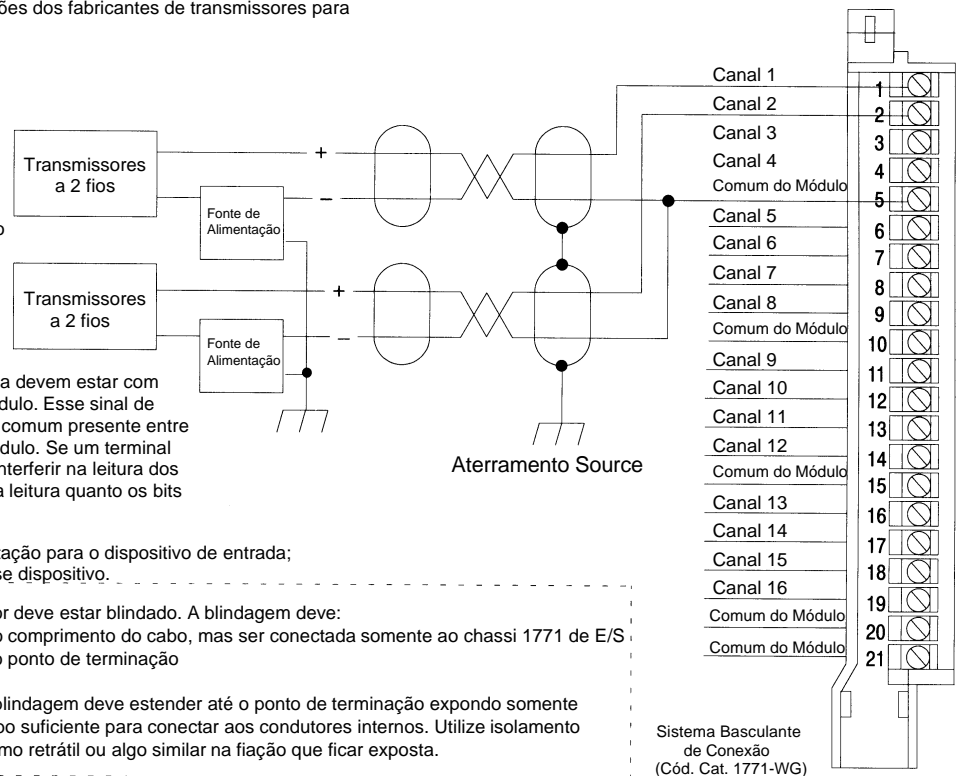 ões dos fabricantes de transmissores para
Canal 1
Canal 2
Canal 3
Canal 4
Comum do Módulo
Canal 5
Canal 6
Canal 7
Canal 8
Comum do Módulo
Canal 9
Canal 10
Canal 11
Canal 12
Comum do Módulo
Canal 13
Canal 14
Canal 15
Canal 16
Comum do Módulo
Comum do Módulo
1
2
3
4
5
6
7
8
9
10
11
12
13
14
15
16
17
18
19
20
21
Transmissores
a 2 fios
+
–
Fonte de
Alimentação
o
Transmissores
a 2 fios
+
–
Fonte de
Alimentação
a devem estar com
dulo. Esse sinal de
comum presente entre
dulo. Se um terminal
nterferir na leitura dos
a leitura quanto os bits
Aterramento Source
tação para o dispositivo de entrada;
se dispositivo.
or deve estar blindado. A blindagem deve:
o comprimento do cabo, mas ser conectada somente ao chassi 1771 de E/S
o ponto de terminação
blindagem deve estender até o ponto de terminação expondo somente
bo suficiente para conectar aos condutores internos. Utilize isolamento
mo retrátil ou algo similar na fiação que ficar exposta.
Sistema Basculante
de Conexão
(Cód. Cat. 1771-WG)